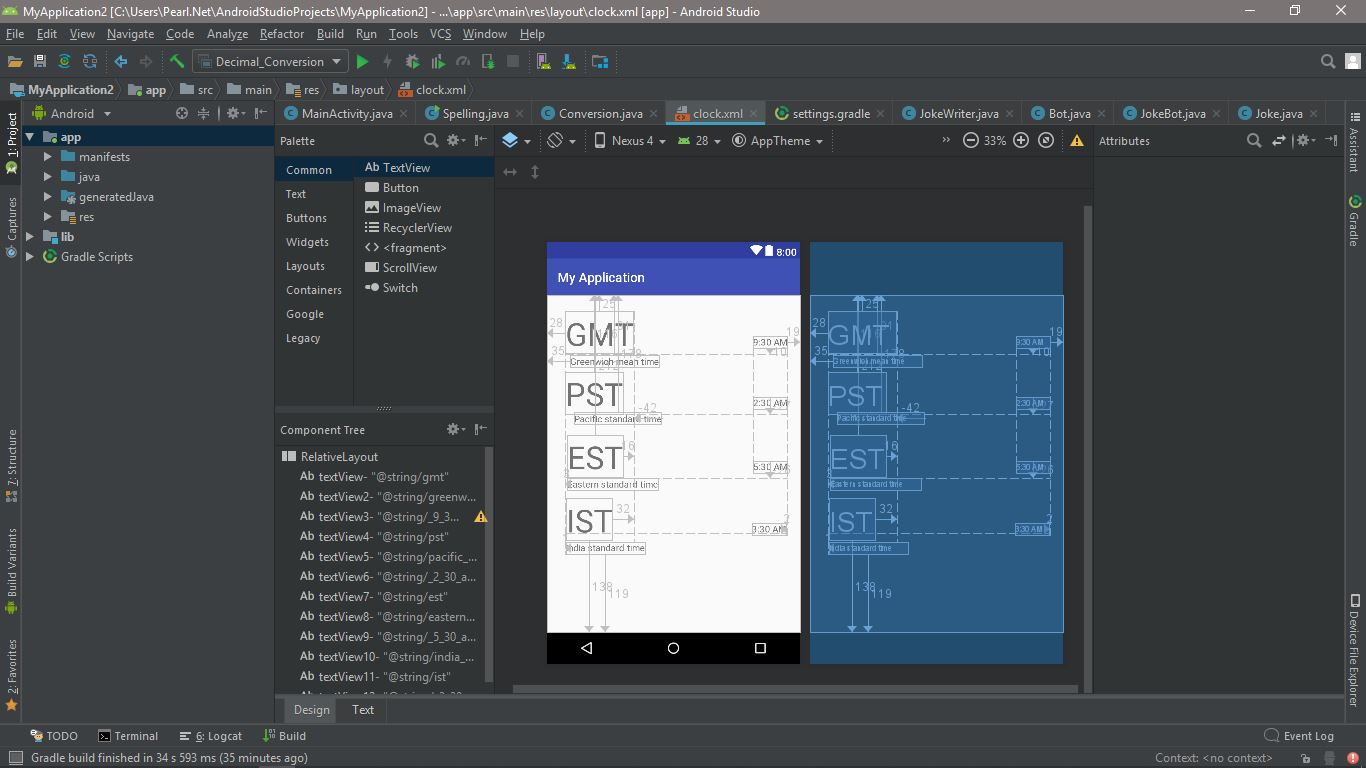 MyApplication2 [C:\Users\Pearl.Net\AndroidStudioProjects\MyApplication2] - ...\app\src\main\res\layout\clock.xml [app] - Android Studio
File Edit View Navigate Code Analyze Refactor Build Run Tools VCS Window Help
Decimal_Conversion
MyApplication2 app src main res layout clock.xml
Android
MainActivity.java Spelling.java Conversion.java clock.xml settings.gradle JokeWriter.java Bot.java JokeBot.java Joke.java
1: Project
Captures
7: Structure
Build Variants
2: Favorites
app
manifests
java
generatedJava
res
lib
Gradle Scripts
Palette
Common
Text
Buttons
Widgets
Layouts
Containers
Google
Legacy
Ab TextView
Button
ImageView
RecyclerView
<fragment>
ScrollView
Switch
Component Tree
RelativeLayout
Ab textView- "@string/gmt"
Ab textView2- "@string/greenw...
Ab textView3- "@string/_9_3...
Ab textView4- "@string/pst"
Ab textView5- "@string/pacific_...
Ab textView6- "@string/_2_30_a...
Ab textView7- "@string/est"
Ab textView8- "@string/eastern...
Ab textView9- "@string/_5_30_a...
Ab textView10- "@string/india_...
Ab textView11- "@string/ist"
Nexus 4 28 AppTheme » 33%
Attributes
8:00
My Application
28
35
GMT
Greenwich mean time
9:30 AM
19
PST
Pacific standard time
-42
2:30 AM
EST
16
Eastern standard time
5:30 AM
IST
32
India standard time
3:30 AM
138
119
28
35
GMT
Greenwich mean time
9:30 AM
19
PST
Pacific standard time
-42
2:30 AM
EST
16
Eastern standard time
5:30 AM
IST
32
India standard time
3:30 AM
138
119
Assistant
Gradle
Device File Explorer
Design Text
TODO Terminal 6: Logcat Build Event Log
Gradle build finished in 34 s 593 ms (35 minutes ago) Context: <no context>